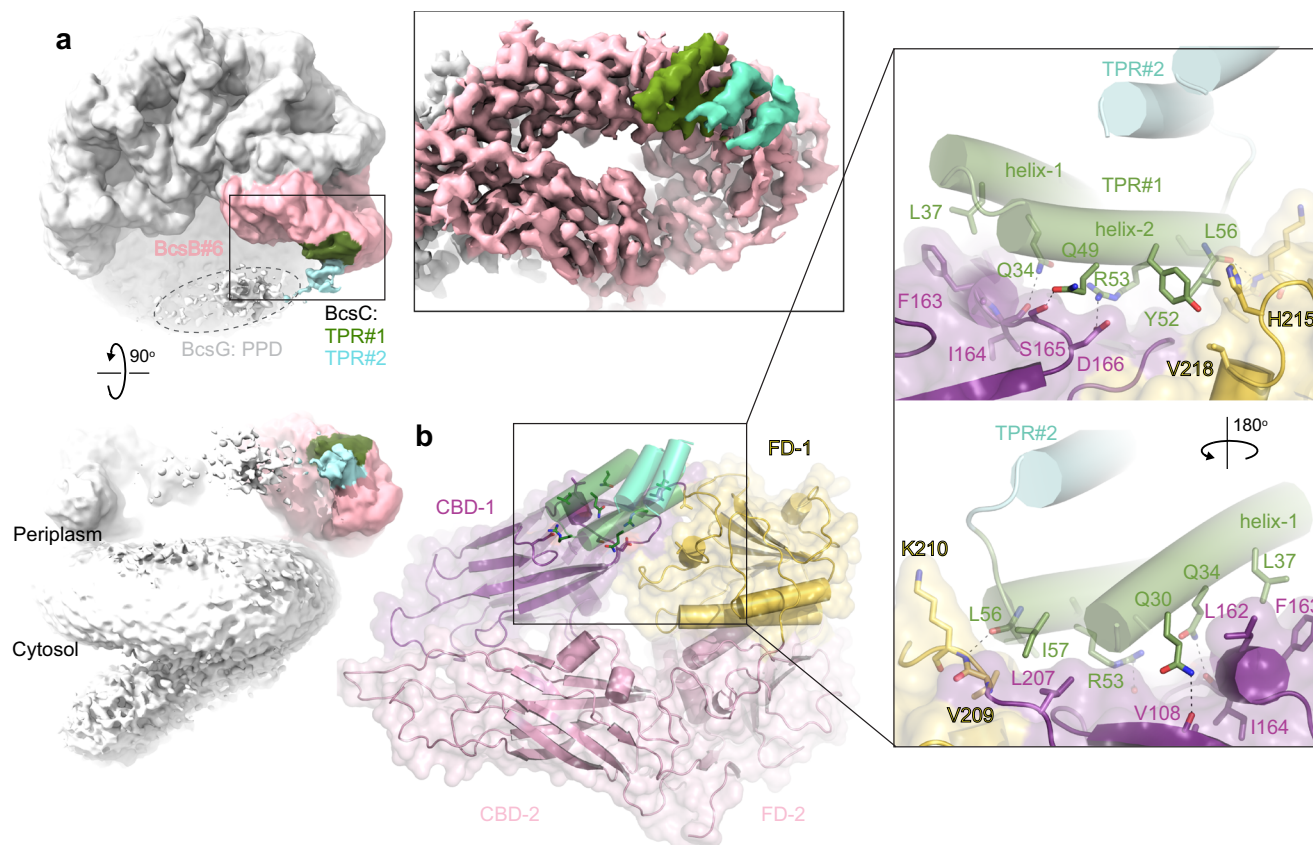 a
BcsB#6
BcsC:
TPR#1
TPR#2
BcsG: PPD
90°
Periplasm
Cytosol
b
FD-1
CBD-1
CBD-2
FD-2
TPR#2
helix-1
TPR#1
L37
helix-2
L56
Q49
Q34
R53
F163
Y52
H215
I164
S165
V218
D166
180°
TPR#2
helix-1
K210
L37
Q34
Q30
F163
L162
L56
I57
L207
R53
V209
V108
I164